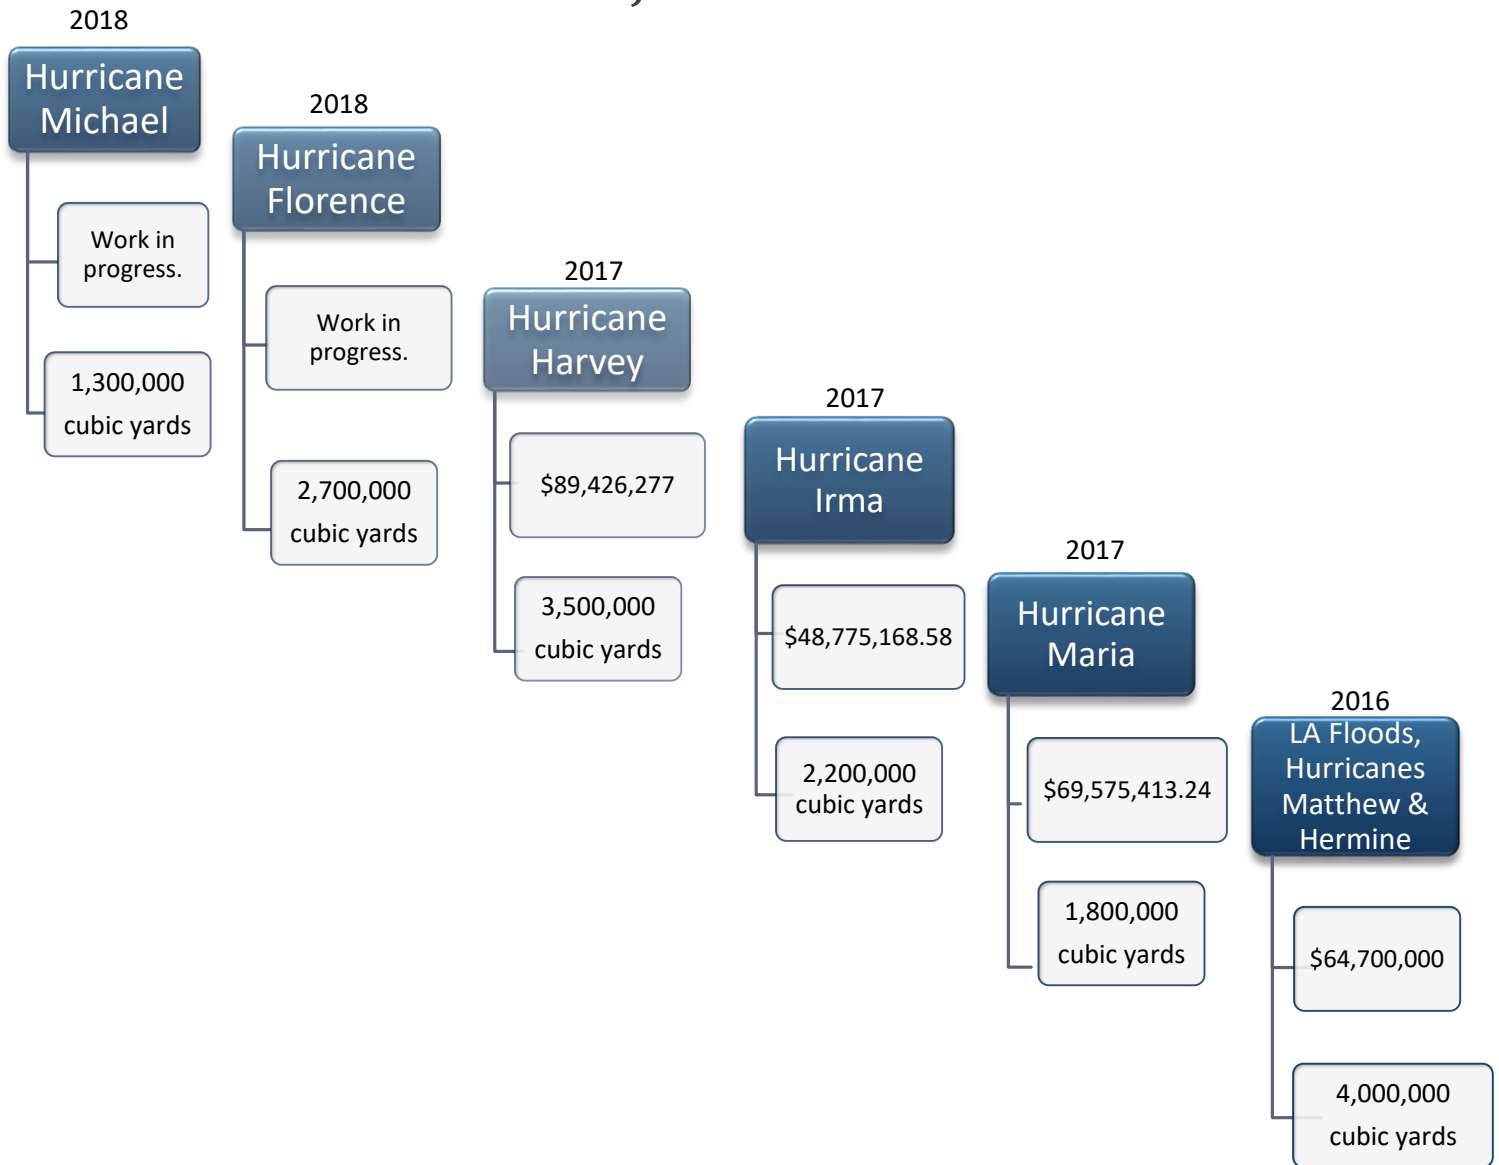 2018
Hurricane
Michael
Work in
progress.
1,300,000
cubic yards
2018
Hurricane
Florence
Work in
progress.
2,700,000
cubic yards
2017
Hurricane
Harvey
$89,426,277
3,500,000
cubic yards
2017
Hurricane
Irma
$48,775,168.58
2,200,000
cubic yards
2017
Hurricane
Maria
$69,575,413.24
1,800,000
cubic yards
2016
LA Floods,
Hurricanes
Matthew &
Hermine
$64,700,000
4,000,000
cubic yards